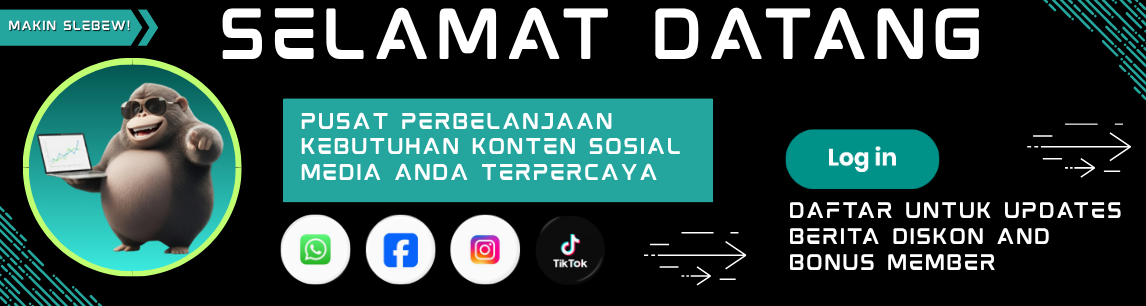 MAKIN SLEBEW!
SELAMAT DATANG
PUSAT PERBELANJAAN
KEBUTUHAN KONTEN SOSIAL
MEDIA ANDA TERPERCAYA
TikTok
Log in
DAFTAR UNTUK UPDATES
BERITA DISKON AND
BONUS MEMBER